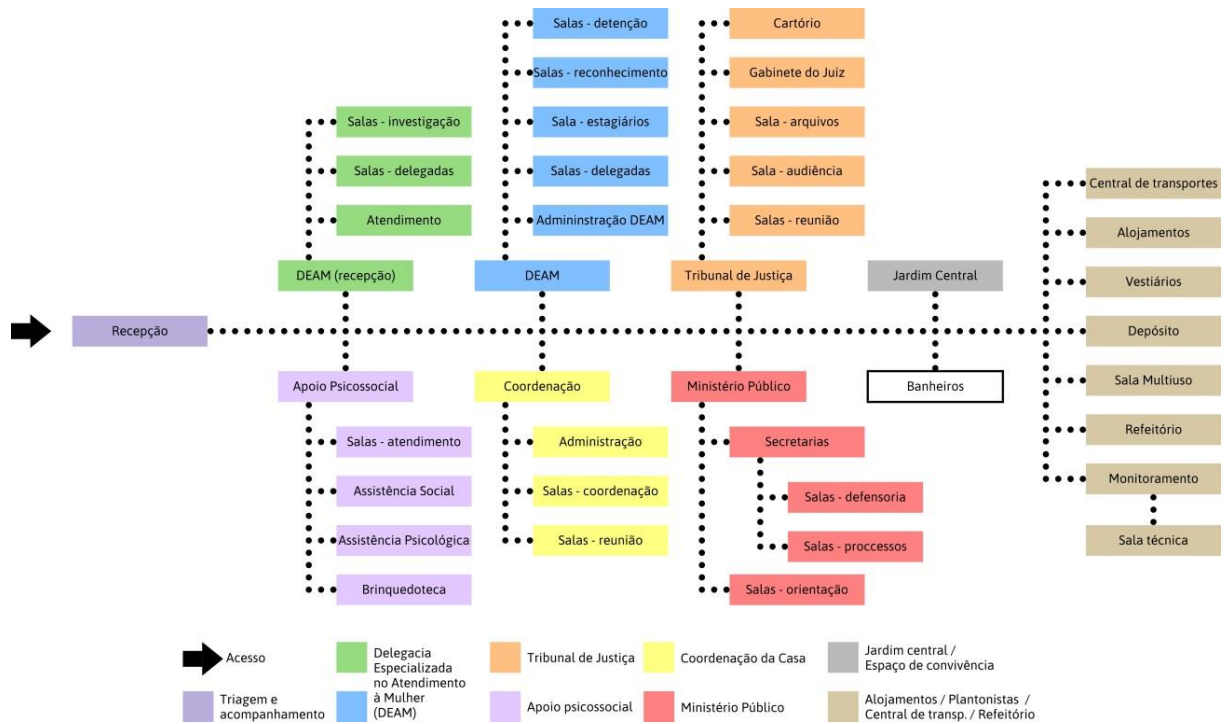 Salas - detenção
Cartório
Salas - reconhecimento
Gabinete do Juiz
Salas - investigação
Sala - estagiários
Sala - arquivos
Salas - delegadas
Salas - delegadas
Sala - audiência
Central de transportes
Atendimento
Admininstração DEAM
Salas - reunião
Alojamentos
DEAM (recepção)
DEAM
Tribunal de Justiça
Jardim Central
Vestiários
Recepção
Depósito
Apoio Psicossocial
Coordenação
Ministério Público
Banheiros
Sala Multiuso
Salas - atendimento
Administração
Secretarias
Refeitório
Assistência Social
Salas - coordenação
Salas - defensoria
Monitoramento
Assistência Psicológica
Salas - reunião
Salas - proccessos
Sala técnica
Brinquedoteca
Salas - orientação
Acesso
Delegacia
Especializada
no Atendimento
à Mulher
(DEAM)
Tribunal de Justiça
Coordenação da Casa
Jardim central /
Espaço de convivência
Triagem e
acompanhamento
Apoio psicossocial
Ministério Público
Alojamentos / Plantonistas /
Central de transp. / Refeitório